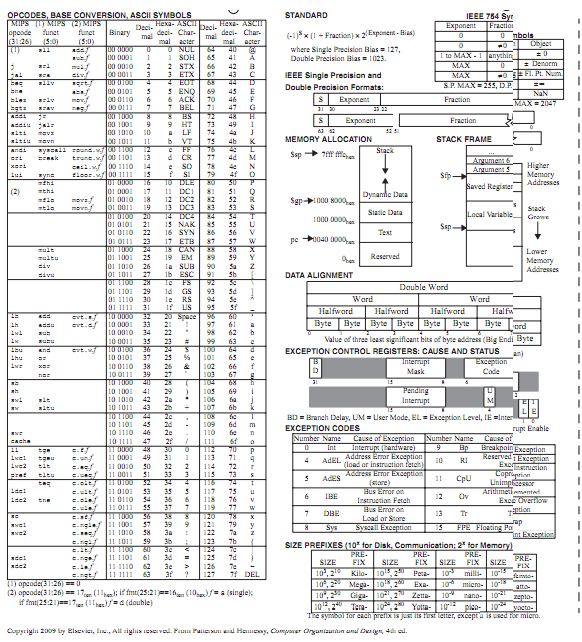 OPCODES, BASE CONVERSION, ASCII SYMBOLS
MIPS (1) MIPS (2) MIPS Hexa- ASCII Hexa- ASCII
opcode funct funct Binary Deci- deci- Char- Deci- deci- Char-
(31:26) (5:0) (5:0) mal mal acter mal mal acter
(1) sll add.f 00 0000 0 0 NUL 64 40 @
sub.f 00 0001 1 1 SOH 65 41 A
j srl mul.f 00 0010 2 2 STX 66 42 B
jal sra div.f 00 0011 3 3 ETX 67 43 C
beq sllv sqrt.f 00 0100 4 4 EOT 68 44 D
bne abs.f 00 0101 5 5 ENQ 69 45 E
blez srlv mov.f 00 0110 6 6 ACK 70 46 F
bgtz srav neg.f 00 0111 7 7 BEL 71 47 G
addi jr 00 1000 8 8 BS 72 48 H
addiu jalr 00 1001 9 9 HT 73 49 I
slti movz 00 1010 10 a LF 74 4a J
sltiu movn 00 1011 11 b VT 75 4b K
andi syscall round.w.f 00 1100 12 c FF 76 4c L
ori break trunc.w.f 00 1101 13 d CR 77 4d M
xori ceil.w.f 00 1110 14 e SO 78 4e N
lui sync floor.w.f 00 1111 15 f SI 79 4f O
mfhi 01 0000 16 10 DLE 80 50 P
(2) mthi 01 0001 17 11 DC1 81 51 Q
mflo movz.f 01 0010 18 12 DC2 82 52 R
mtlo movn.f 01 0011 19 13 DC3 83 53 S
01 0100 20 14 DC4 84 54 T
01 0101 21 15 NAK 85 55 U
01 0110 22 16 SYN 86 56 V
01 0111 23 17 ETB 87 57 W
mult 01 1000 24 18 CAN 88 58 X
multu 01 1001 25 19 EM 89 59 Y
div 01 1010 26 1a SUB 90 5a Z
divu 01 1011 27 1b ESC 91 5b [
01 1100 28 1c FS 92 5c \
01 1101 29 1d GS 93 5d ]
01 1110 30 1e RS 94 5e ^
01 1111 31 1f US 95 5f _
lb add cvt.s.f 10 0000 32 20 Space 96 60 ‘
lh addu cvt.d.f 10 0001 33 21 ! 97 61 a
lwl sub 10 0010 34 22 " 98 62 b
lw subu 10 0011 35 23 # 99 63 c
lbu and cvt.w.f 10 0100 36 24 $ 100 64 d
lhu or 10 0101 37 25 % 101 65 e
lwr xor 10 0110 38 26 & 102 66 f
nor 10 0111 39 27 ’ 103 67 g
sb 10 1000 40 28 ( 104 68 h
sh 10 1001 41 29 ) 105 69 i
swl slt 10 1010 42 2a * 106 6a j
sw sltu 10 1011 43 2b + 107 6b k
10 1100 44 2c , 108 6c l
10 1101 45 2d - 109 6d m
swr 10 1110 46 2e . 110 6e n
cache 10 1111 47 2f / 111 6f o
ll tge c.f.f 11 0000 48 30 0 112 70 p
lwc1 tgeu c.un.f 11 0001 49 31 1 113 71 q
lwc2 tlt c.eq.f 11 0010 50 32 2 114 72 r
pref tltu c.ueq.f 11 0011 51 33 3 115 73 s
teq c.olt.f 11 0100 52 34 4 116 74 t
ldc1 c.ult.f 11 0101 53 35 5 117 75 u
ldc2 tne c.ole.f 11 0110 54 36 6 118 76 v
c.ule.f 11 0111 55 37 7 119 77 w
sc c.sf.f 11 1000 56 38 8 120 78 x
swc1 c.ngle.f 11 1001 57 39 9 121 79 y
swc2 c.seq.f 11 1010 58 3a : 122 7a z
c.ngl.f 11 1011 59 3b ; 123 7b {
c.lt.f 11 1100 60 3c < 124 7c |
sdc1 c.nge.f 11 1101 61 3d = 125 7d }
sdc2 c.le.f 11 1110 62 3e > 126 7e ~
c.ngt.f 11 1111 63 3f ? 127 7f DEL
(1) opcode(31:26) == 0
(2) opcode(31:26) == 17ten (11hex); if fmt(25:21)==16ten (10hex) f = s (single);
if fmt(25:21)==17ten (11hex) f = d (double)
STANDARD
(-1)S × (1 + Fraction) × 2(Exponent - Bias)
where Single Precision Bias = 127,
Double Precision Bias = 1023.
IEEE Single Precision and
Double Precision Formats:
IEEE 754 Sy mbols
Exponent Fraction Object
0 0 ± 0
0 ≠0 ± Denorm
1 to MAX - 1 anythin ± Fl. Pt. Num.
MAX 0
MAX ≠0 NaN
S.P. MAX = 255, D.P. MAX = 2047
S Exponent Fraction
31 30 23 22
S Exponent Fraction
63 62 52 51
MEMORY ALLOCATION
$sp 7fff fffchex
Stack
Dynamic Data
$gp 1000 8000hex
Static Data
1000 0000hex
Text
pc 0040 0000hex
Reserved
0hex
STACK FRAME
...
Argument 6
Argument 5
$fp
Saved Register
Local Variable
$sp
Higher
Memory
Addresses
Stack
Grows
Lower
Memory
Addresses
DATA ALIGNMENT
Double Word
Word Word
Halfword Halfword Halfword Halfw ord
Byte Byte Byte Byte Byte Byte Byte
0 1 2 3 4 5 6 7
Value of three least significant bits of byte address (Big Endi an)
EXCEPTION CONTROL REGISTERS: CAUSE AND STATUS
B
D
Interrupt
Mask
Exception
Code
31 15 8 6
Pending
Interrupt
U
M
E
L
I
E
15 8 4 1 0
BD = Branch Delay, UM = User Mode, EL = Exception Level, IE =Inter rupt Enable
EXCEPTION CODES
Number Name Cause of Exception Number Name Cause of Exception
0 Int Interrupt (hardware) 9 Bp Breakpoin Exception
4 AdEL Address Error Exception (load or instruction fetch) 10 RI Reserved Exception
5 AdES Address Error Exception (store) 11 CpU Unimplemented
6 IBE Bus Error on Instruction Fetch 12 Ov Arithmetic Overflow Exception
7 DBE Bus Error on Load or Store 13 Tr
8 Sys Syscall Exception 15 FPE Floating Po int Exception
SIZE PREFIXES (10x for Disk, Communication; 2x for Memory)
SIZE PRE-FIX SIZE PRE-FIX SIZE PRE-FIX SIZE PRE-FIX
10^3, 2^10 Kilo- 10^15, 2^50 Peta- 10^-3 milli- 10^-15 femto-
10^6, 2^20 Mega- 10^18, 2^60 Exa- 10^-6 micro- 10^-18 atto-
10^9, 2^30 Giga- 10^21, 2^70 Zetta- 10^-9 nano- 10^-21 zepto-
10^12, 2^40 Tera- 10^24, 2^80 Yotta- 10^-12 pico- 10^-24 yocto-
The symbol for each prefix is just its first letter, except μ is used for micro.
Copyright 2009 by Elsevier, Inc., All rights reserved. From Patterson and Hennessy, Computer Organization and Design, 4th ed.